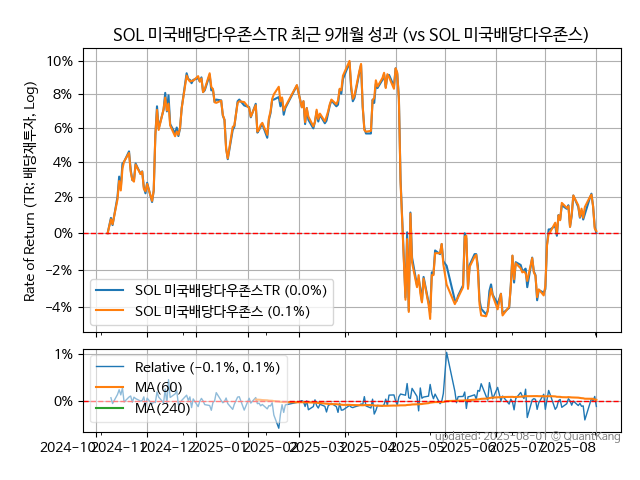 SOL 미국배당다우존스TR 최근 9개월 성과 (vs SOL 미국배당다우존스)
Rate of Return (TR: 배당재투자, Log)
10%
8%
6%
4%
2%
0%
−2%
−4%
SOL 미국배당다우존스TR (0.0%)
SOL 미국배당다우존스 (0.1%)
1%
0%
Relative (−0.1%, 0.1%)
MA(60)
MA(240)
updated: 2025-08-01 © QuantKang
2024-10 2024-11 2024-12 2025-01 2025-02 2025-03 2025-04 2025-05 2025-06 2025-07 2025-08